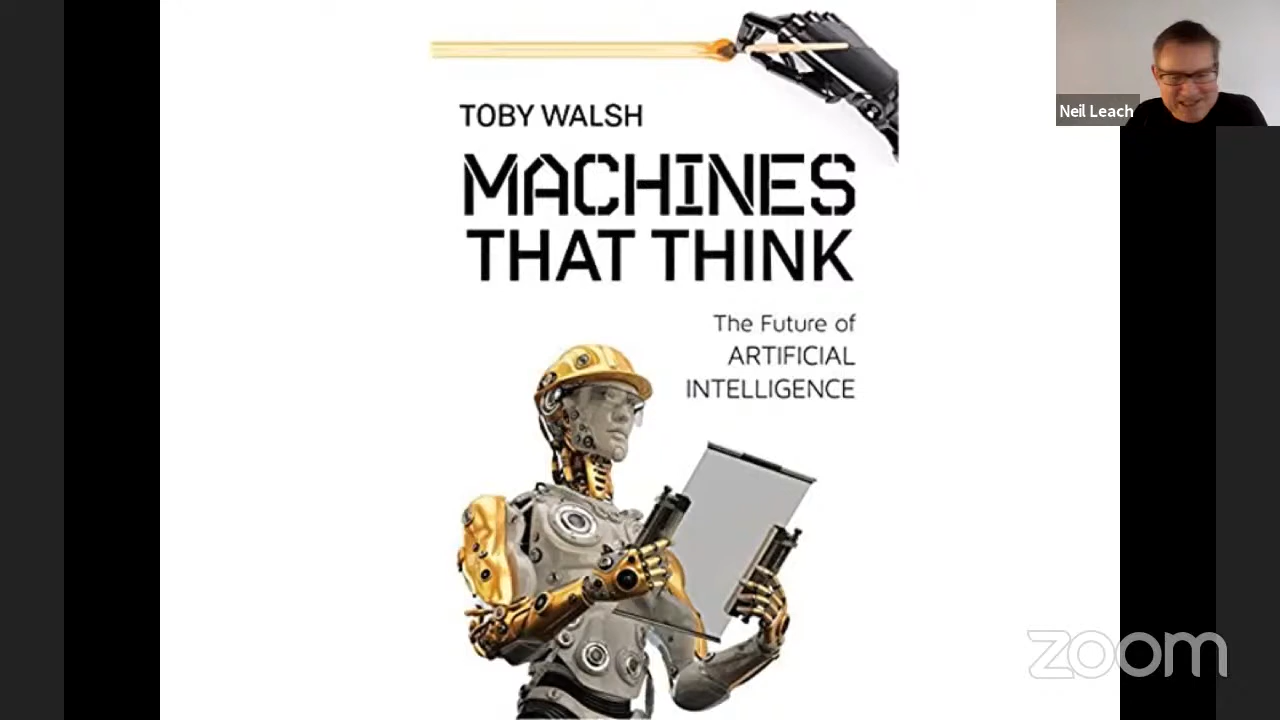 TOBY WALSH
MACHINES
THAT THINK
The Future of
ARTIFICIAL
INTELLIGENCE
Neil Leach
zoom